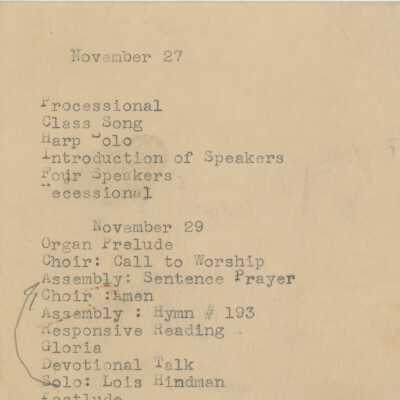 November 27
Processional
Class Song
Harp Solo
Introduction of Speakers
Four Speakers
Recessional
November 29
Organ Prelude
Choir: Call to Worship
Assembly: Sentence Prayer
Choir :Amen
Assembly : Hymn # 193
Responsive Reading
Gloria
Devotional Talk
Solo: Lois Hindman
Postlude